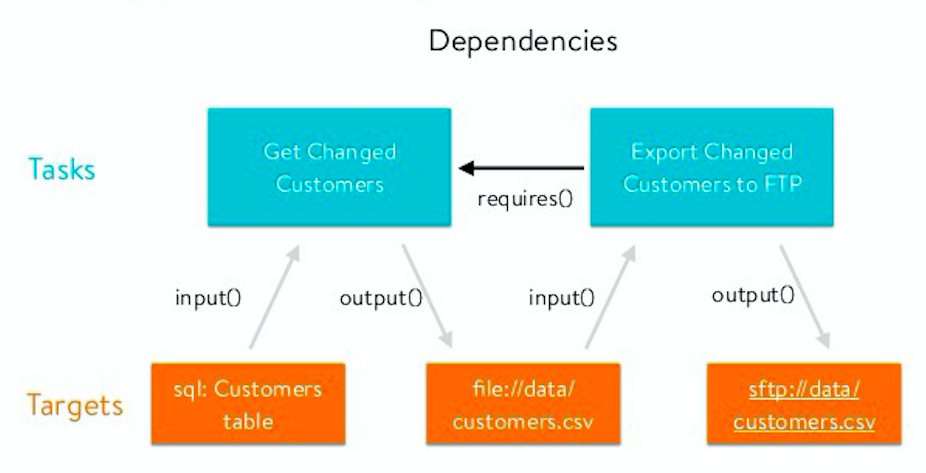 Dependencies
Tasks
Get Changed
Customers
requires()
Export Changed
Customers to FTP
input()
output()
input()
output()
Targets
sql: Customers
table
file://data/
customers.csv
sftp://data/
customers.csv